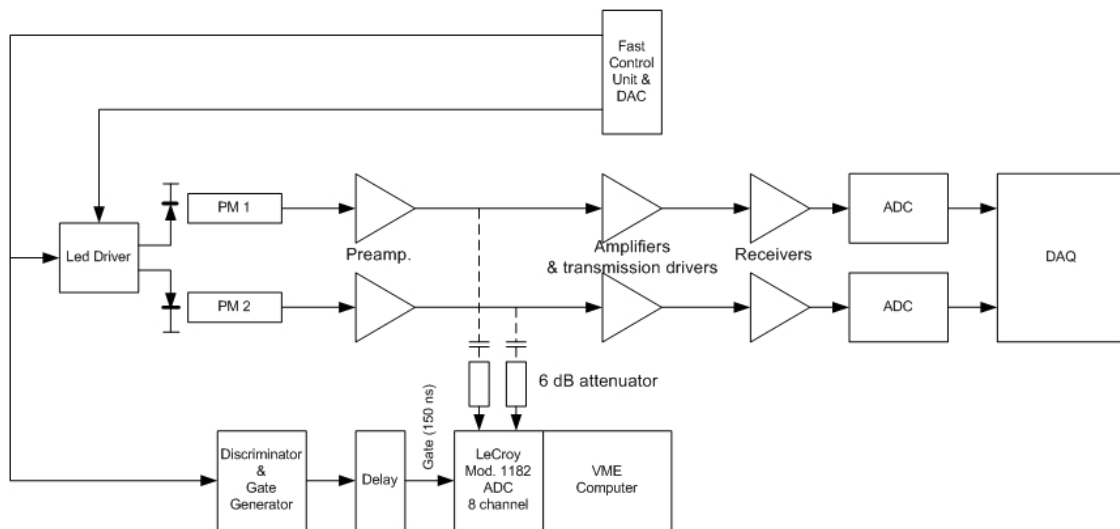 Fast
Control
Unit &
DAC
PM 1
ADC
Led Driver
Preamp.
Amplifiers
& transmission drivers
Receivers
DAQ
PM 2
ADC
6 dB attenuator
Gate (150 ns)
Discriminator
&
Gate
Generator
Delay
LeCroy
Mod. 1182
ADC
8 channel
VME
Computer